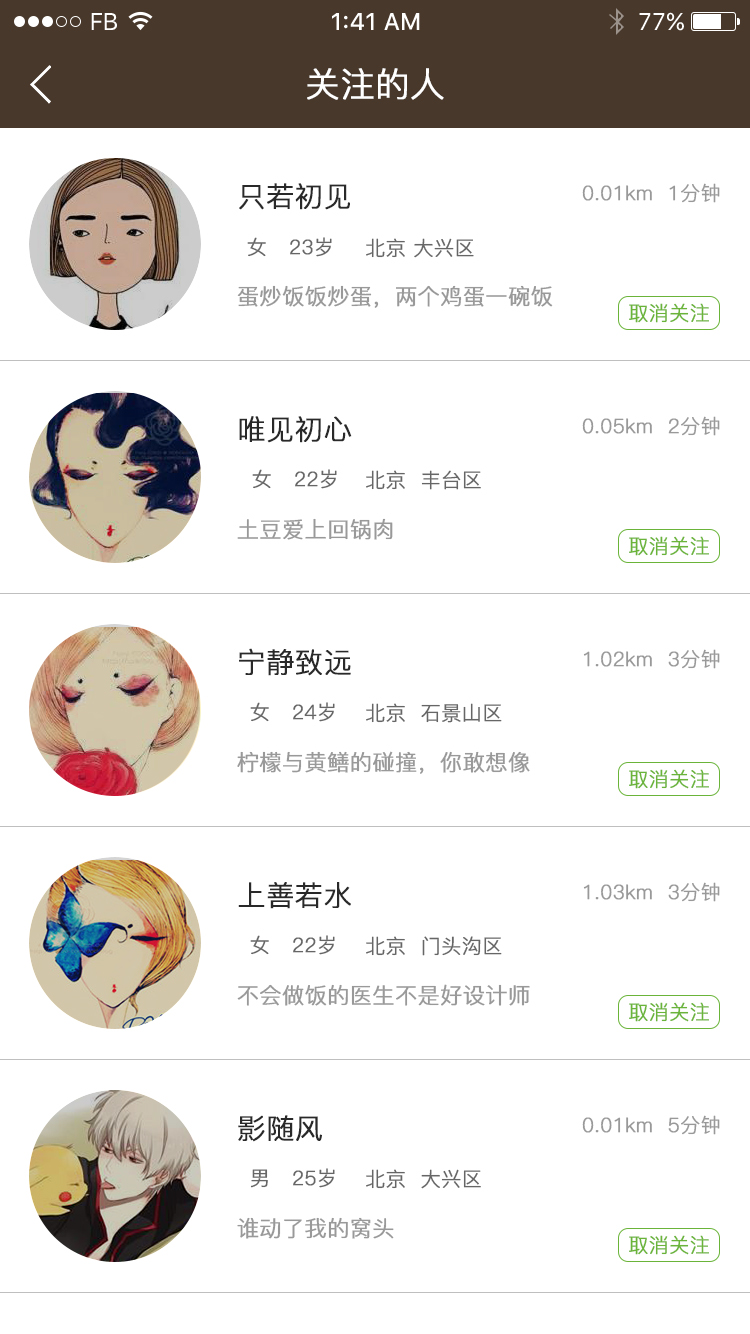 FB 1:41 AM 77%
关注的人
只若初见 0.01km 1分钟
女 23岁 北京 大兴区
蛋炒饭饭炒蛋，两个鸡蛋一碗饭
取消关注
唯见初心 0.05km 2分钟
女 22岁 北京 丰台区
土豆爱上回锅肉
取消关注
宁静致远 1.02km 3分钟
女 24岁 北京 石景山区
柠檬与黄鳝的碰撞，你敢想像
取消关注
上善若水 1.03km 3分钟
女 22岁 北京 门头沟区
不会做饭的医生不是好设计师
取消关注
影随风 0.01km 5分钟
男 25岁 北京 大兴区
谁动了我的窝头
取消关注